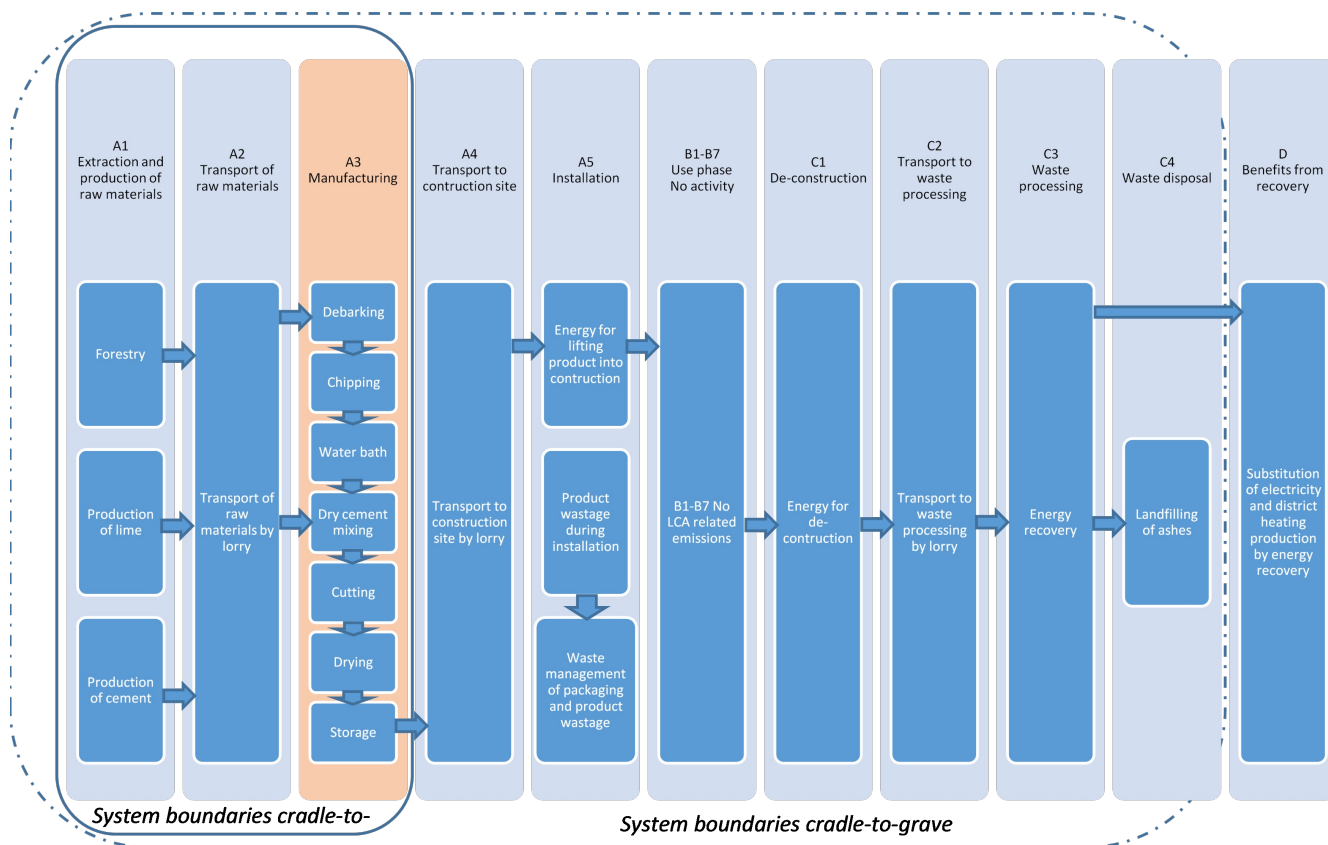 A1
Extraction and
production of
raw materials
A2
Transport of
raw materials
A3
Manufacturing
A4
Transport to
contruction site
A5
Installation
B1-B7
Use phase
No activity
C1
De-construction
C2
Transport to
waste
processing
C3
Waste
processing
C4
Waste disposal
D
Benefits from
recovery
Forestry
Production
of lime
Production
of cement
Transport of
raw
materials by
lorry
Debarking
Chipping
Water bath
Dry cement
mixing
Cutting
Drying
Storage
Transport to
construction
site by lorry
Energy for
lifting
product into
contruction
Product
wastage
during
installation
Waste
management
of packaging
and product
wastage
B1-B7 No
LCA related
emissions
Energy for
de-
contruction
Transport to
waste
processing
by lorry
Energy
recovery
Landfilling
of ashes
Substitution
of electricity
and district
heating
production
by energy
recovery
System boundaries cradle-to-
System boundaries cradle-to-grave